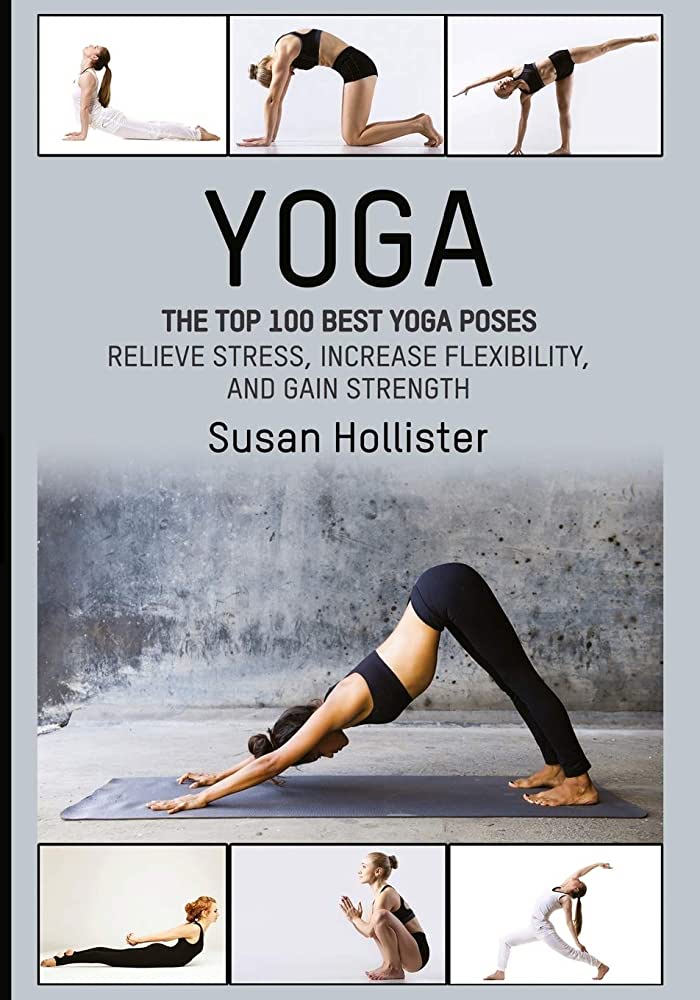 YOGA
THE TOP 100 BEST YOGA POSES
RELIEVE STRESS, INCREASE FLEXIBILITY,
AND GAIN STRENGTH
Susan Hollister